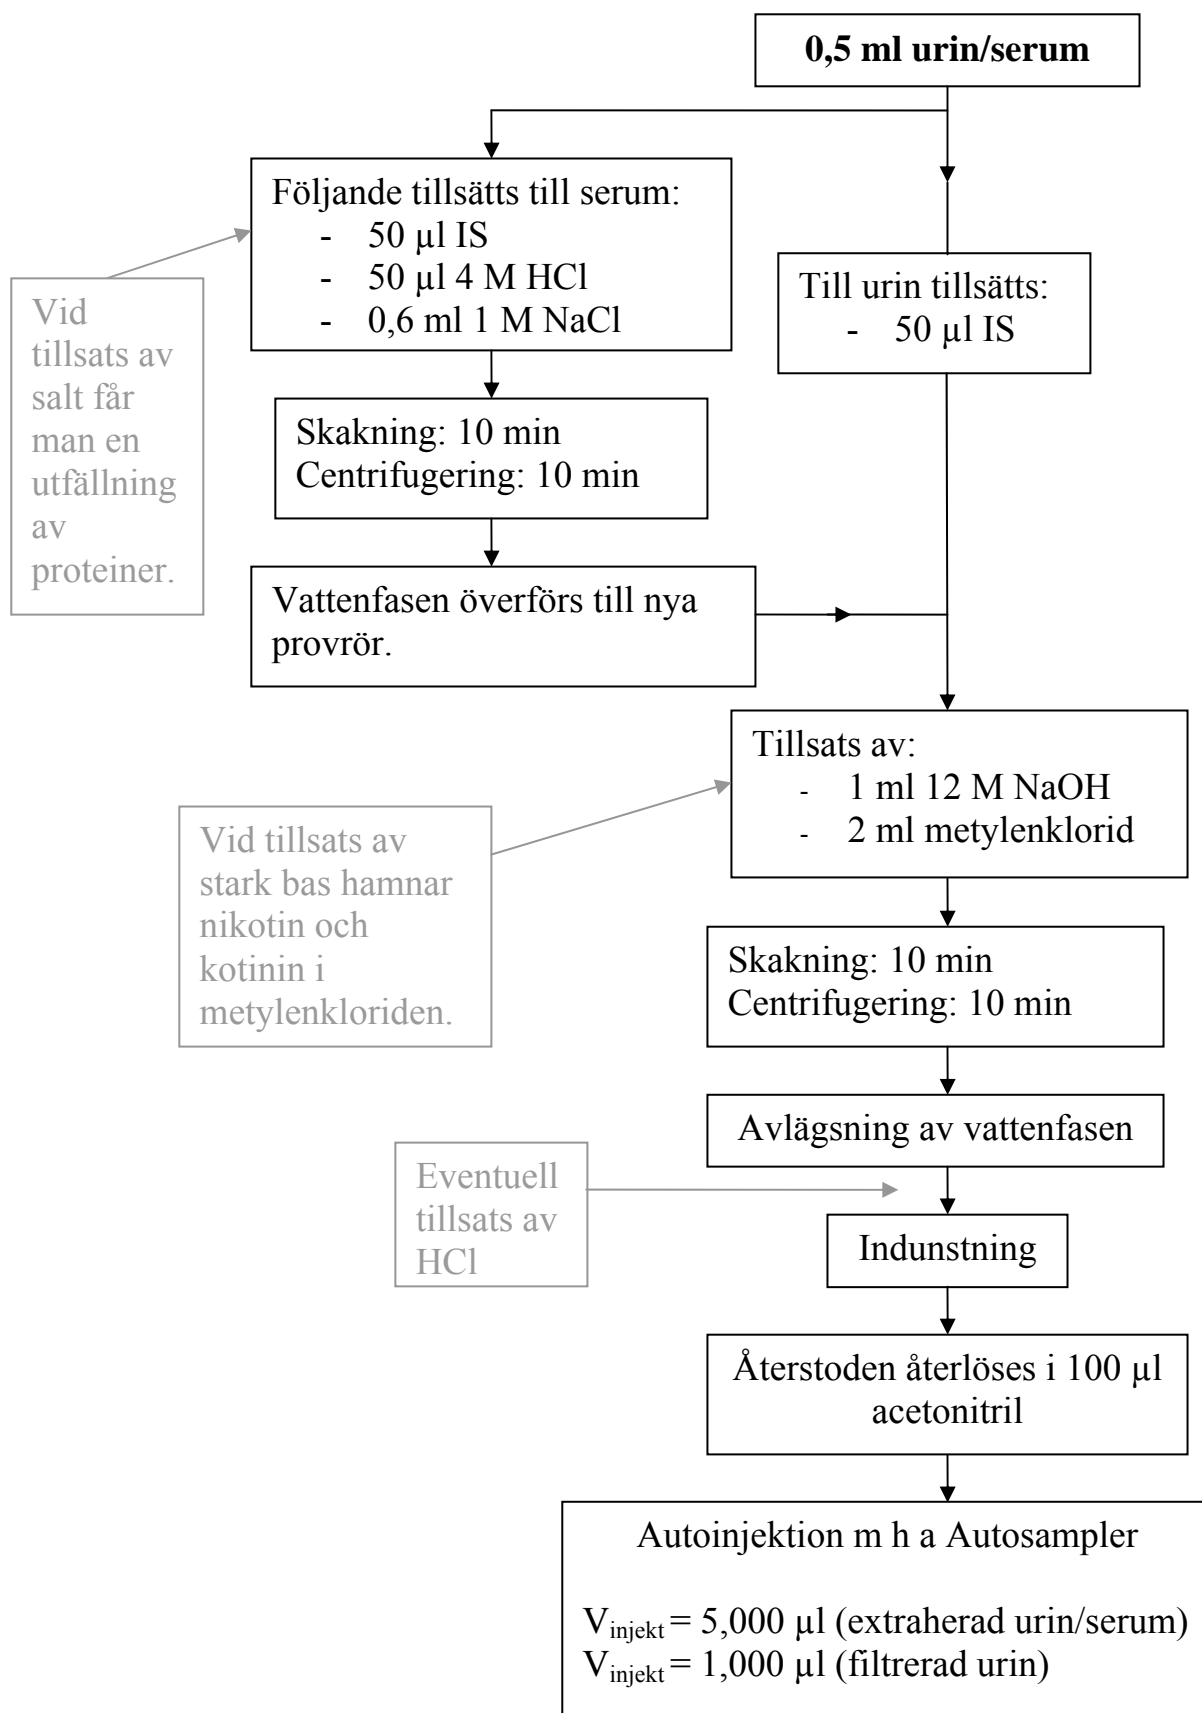 0,5 ml urin/serum
Följande tillsätts till serum:
- 50 µl IS
- 50 µl 4 M HCl
- 0,6 ml 1 M NaCl
Vid
tillsats av
salt får
man en
utfällning
av
proteiner.
Till urin tillsätts:
- 50 µl IS
Skakning: 10 min
Centrifugering: 10 min
Vattenfasen överförs till nya
provrör.
Tillsats av:
- 1 ml 12 M NaOH
- 2 ml metylenklorid
Vid tillsats av
stark bas hamnar
nikotin och
kotinin i
metylenkloriden.
Skakning: 10 min
Centrifugering: 10 min
Avlägsning av vattenfasen
Eventuell
tillsats av
HCl
Indunstning
Återstoden återlöses i 100 µl
acetonitril
Autoinjektion m h a Autosampler
Vinjekt = 5,000 µl (extraherad urin/serum)
Vinjekt = 1,000 µl (filtrerad urin)